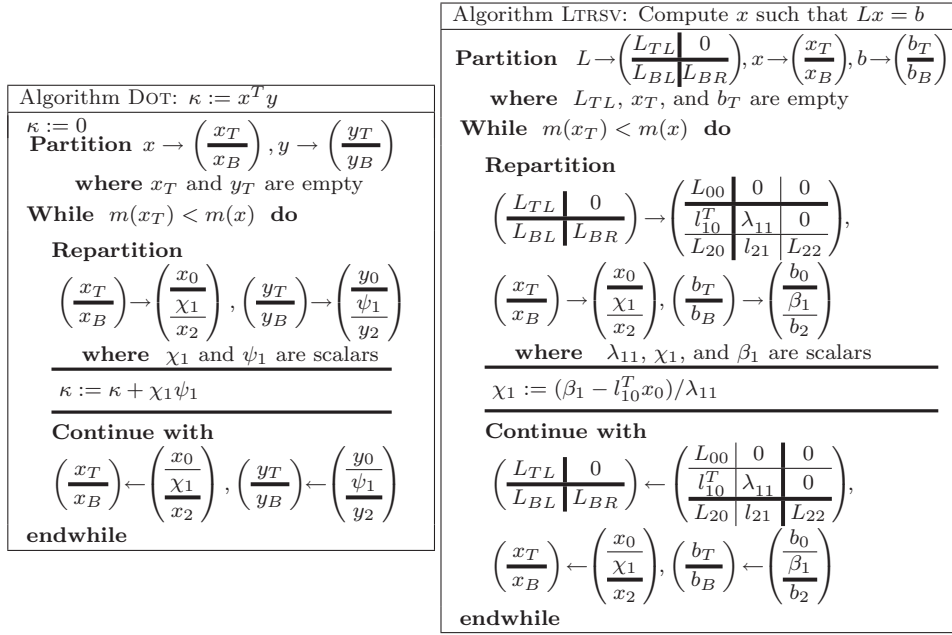 Algorithm DOT: κ := x^T y
κ := 0
Partition x → (x_T / x_B), y → (y_T / y_B)
where x_T and y_T are empty
While m(x_T) < m(x) do
Repartition
(x_T / x_B) → (x_0 / χ_1 / x_2), (y_T / y_B) → (y_0 / ψ_1 / y_2)
where χ_1 and ψ_1 are scalars
κ := κ + χ_1ψ_1
Continue with
(x_T / x_B) ← (x_0 / χ_1 / x_2), (y_T / y_B) ← (y_0 / ψ_1 / y_2)
endwhile
Algorithm LTRSV: Compute x such that Lx = b
Partition L → (L_TL | 0 / L_BL | L_BR), x → (x_T / x_B), b → (b_T / b_B)
where L_TL, x_T, and b_T are empty
While m(x_T) < m(x) do
Repartition
(L_TL | 0 / L_BL | L_BR) → (L_00 | 0 | 0 / l_10^T | λ_11 | 0 / L_20 | l_21 | L_22),
(x_T / x_B) → (x_0 / χ_1 / x_2), (b_T / b_B) → (b_0 / β_1 / b_2)
where λ_11, χ_1, and β_1 are scalars
χ_1 := (β_1 − l_10^T x_0)/λ_11
Continue with
(L_TL | 0 / L_BL | L_BR) ← (L_00 | 0 | 0 / l_10^T | λ_11 | 0 / L_20 | l_21 | L_22),
(x_T / x_B) ← (x_0 / χ_1 / x_2), (b_T / b_B) ← (b_0 / β_1 / b_2)
endwhile